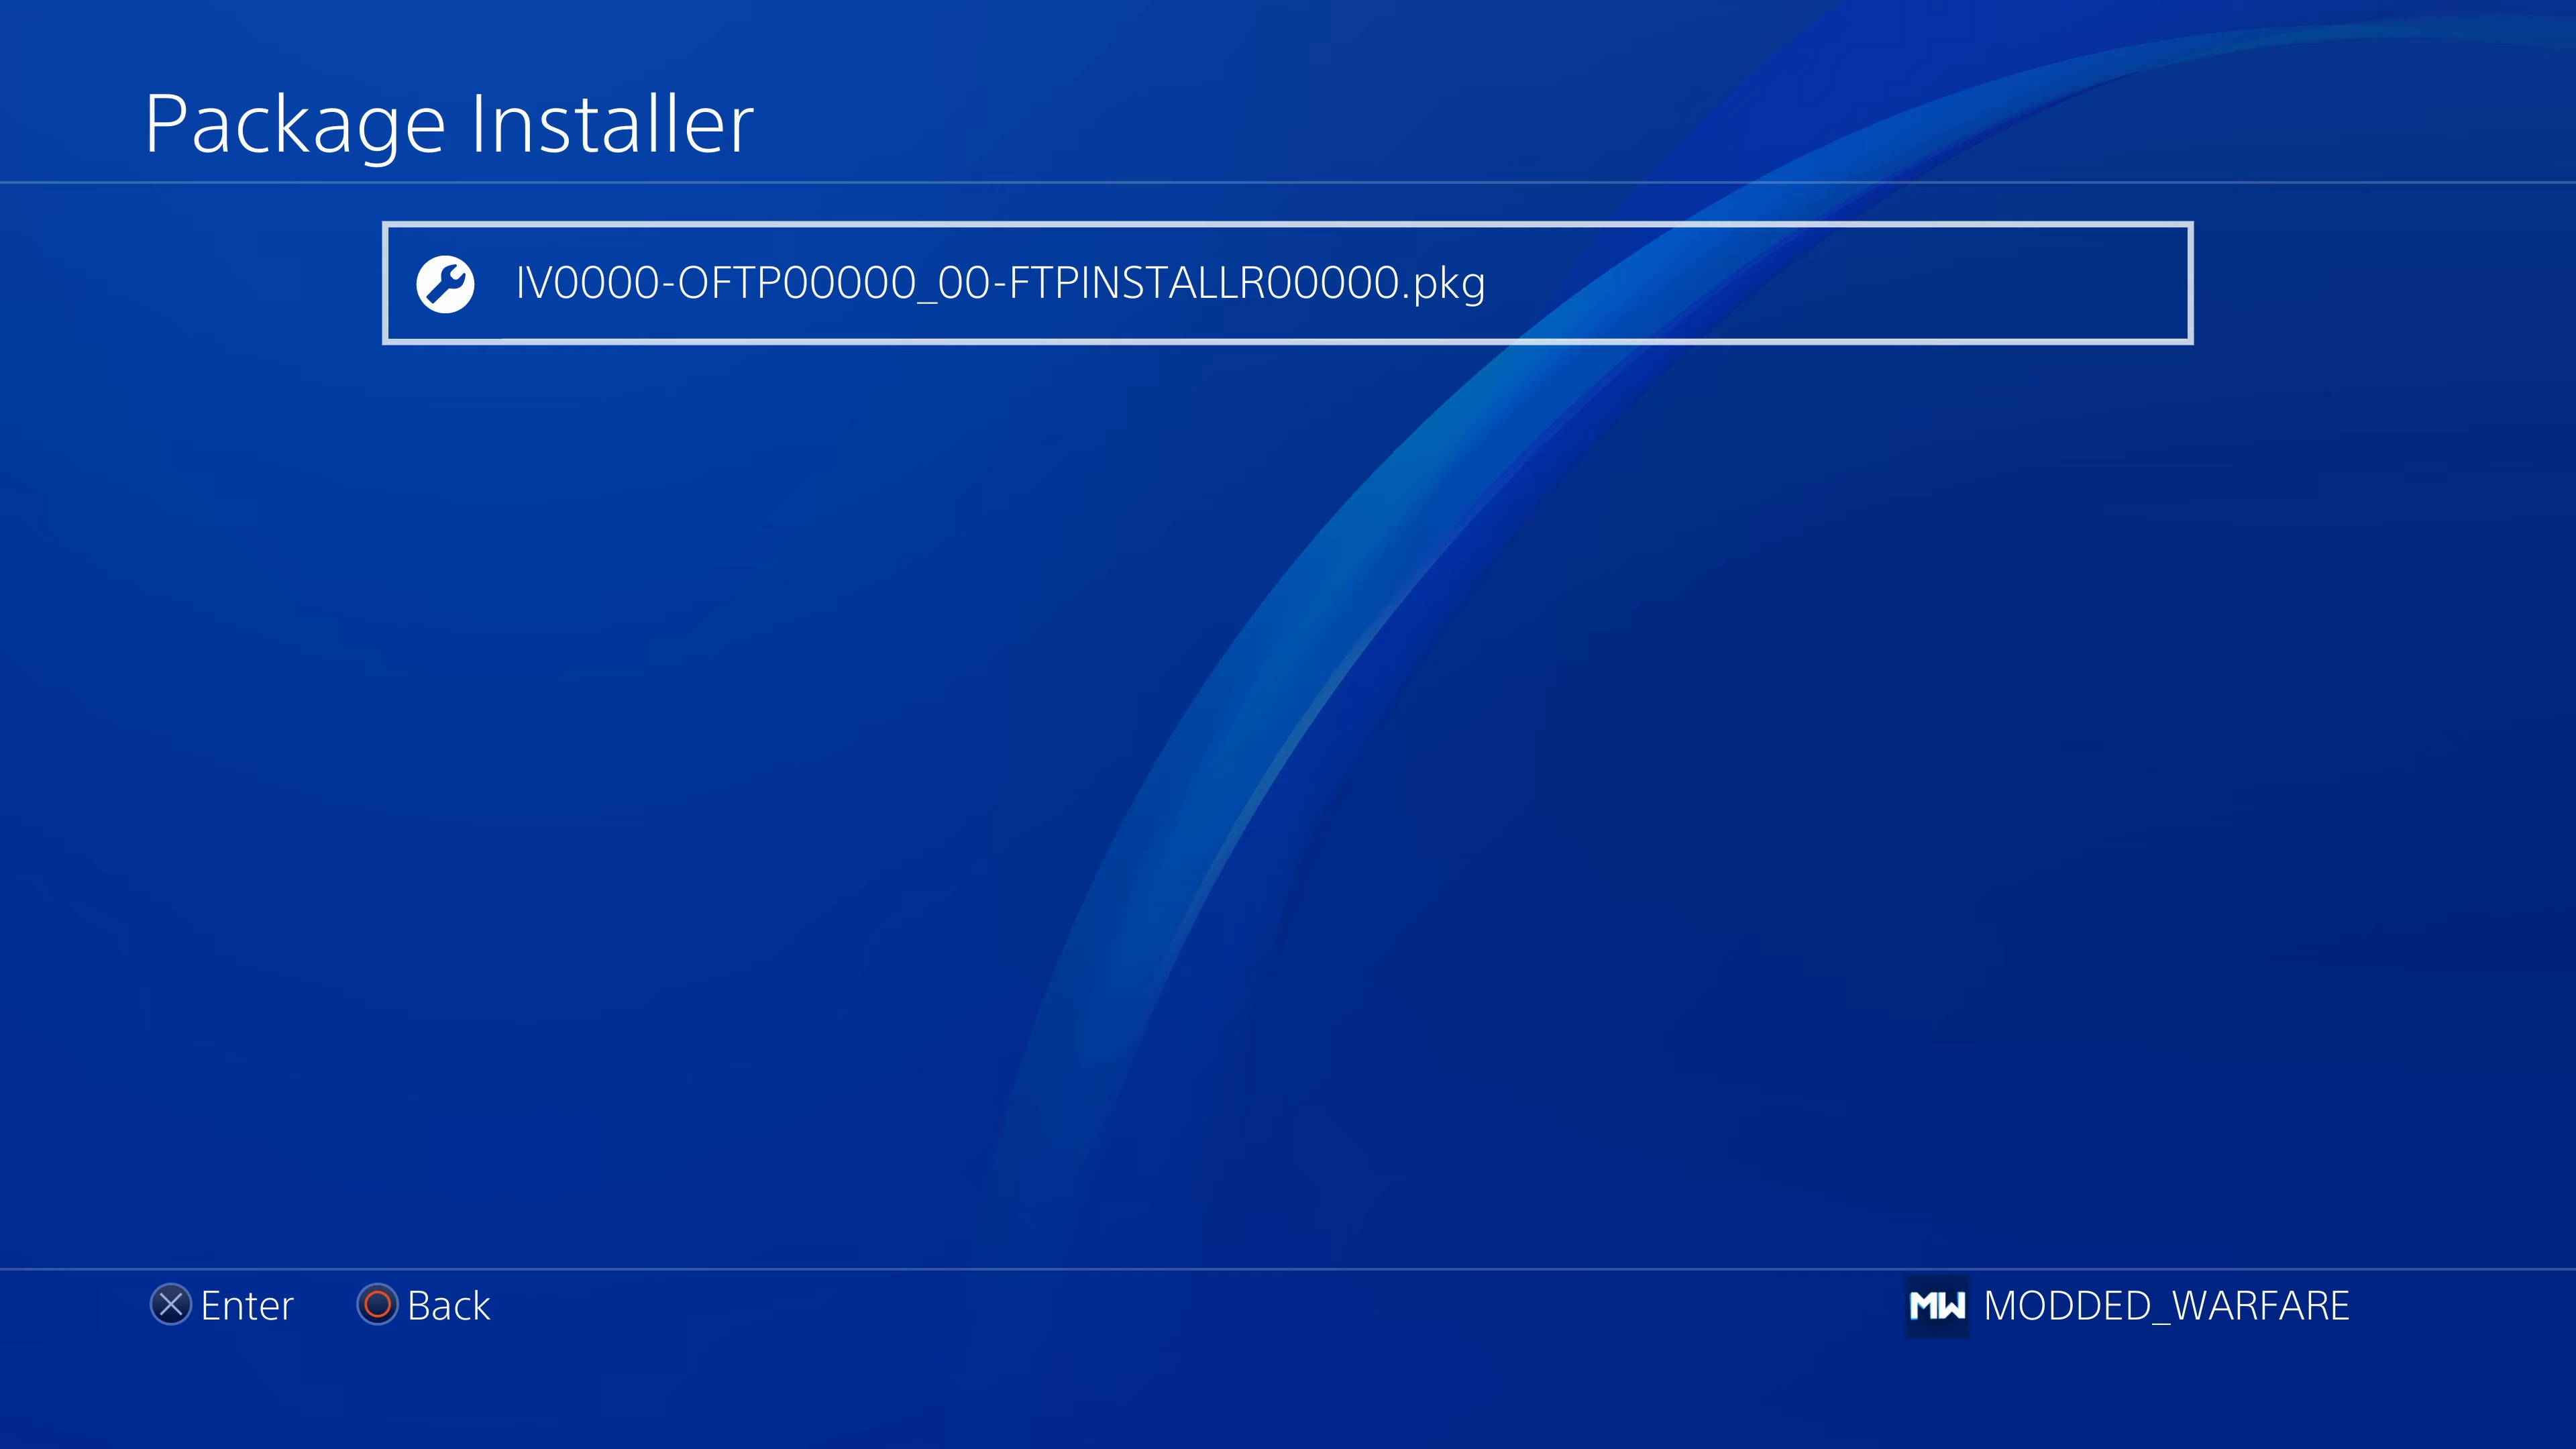 Package Installer
IV0000-OFTP00000_00-FTPINSTALLR00000.pkg
Enter Back MW MODDED_WARFARE